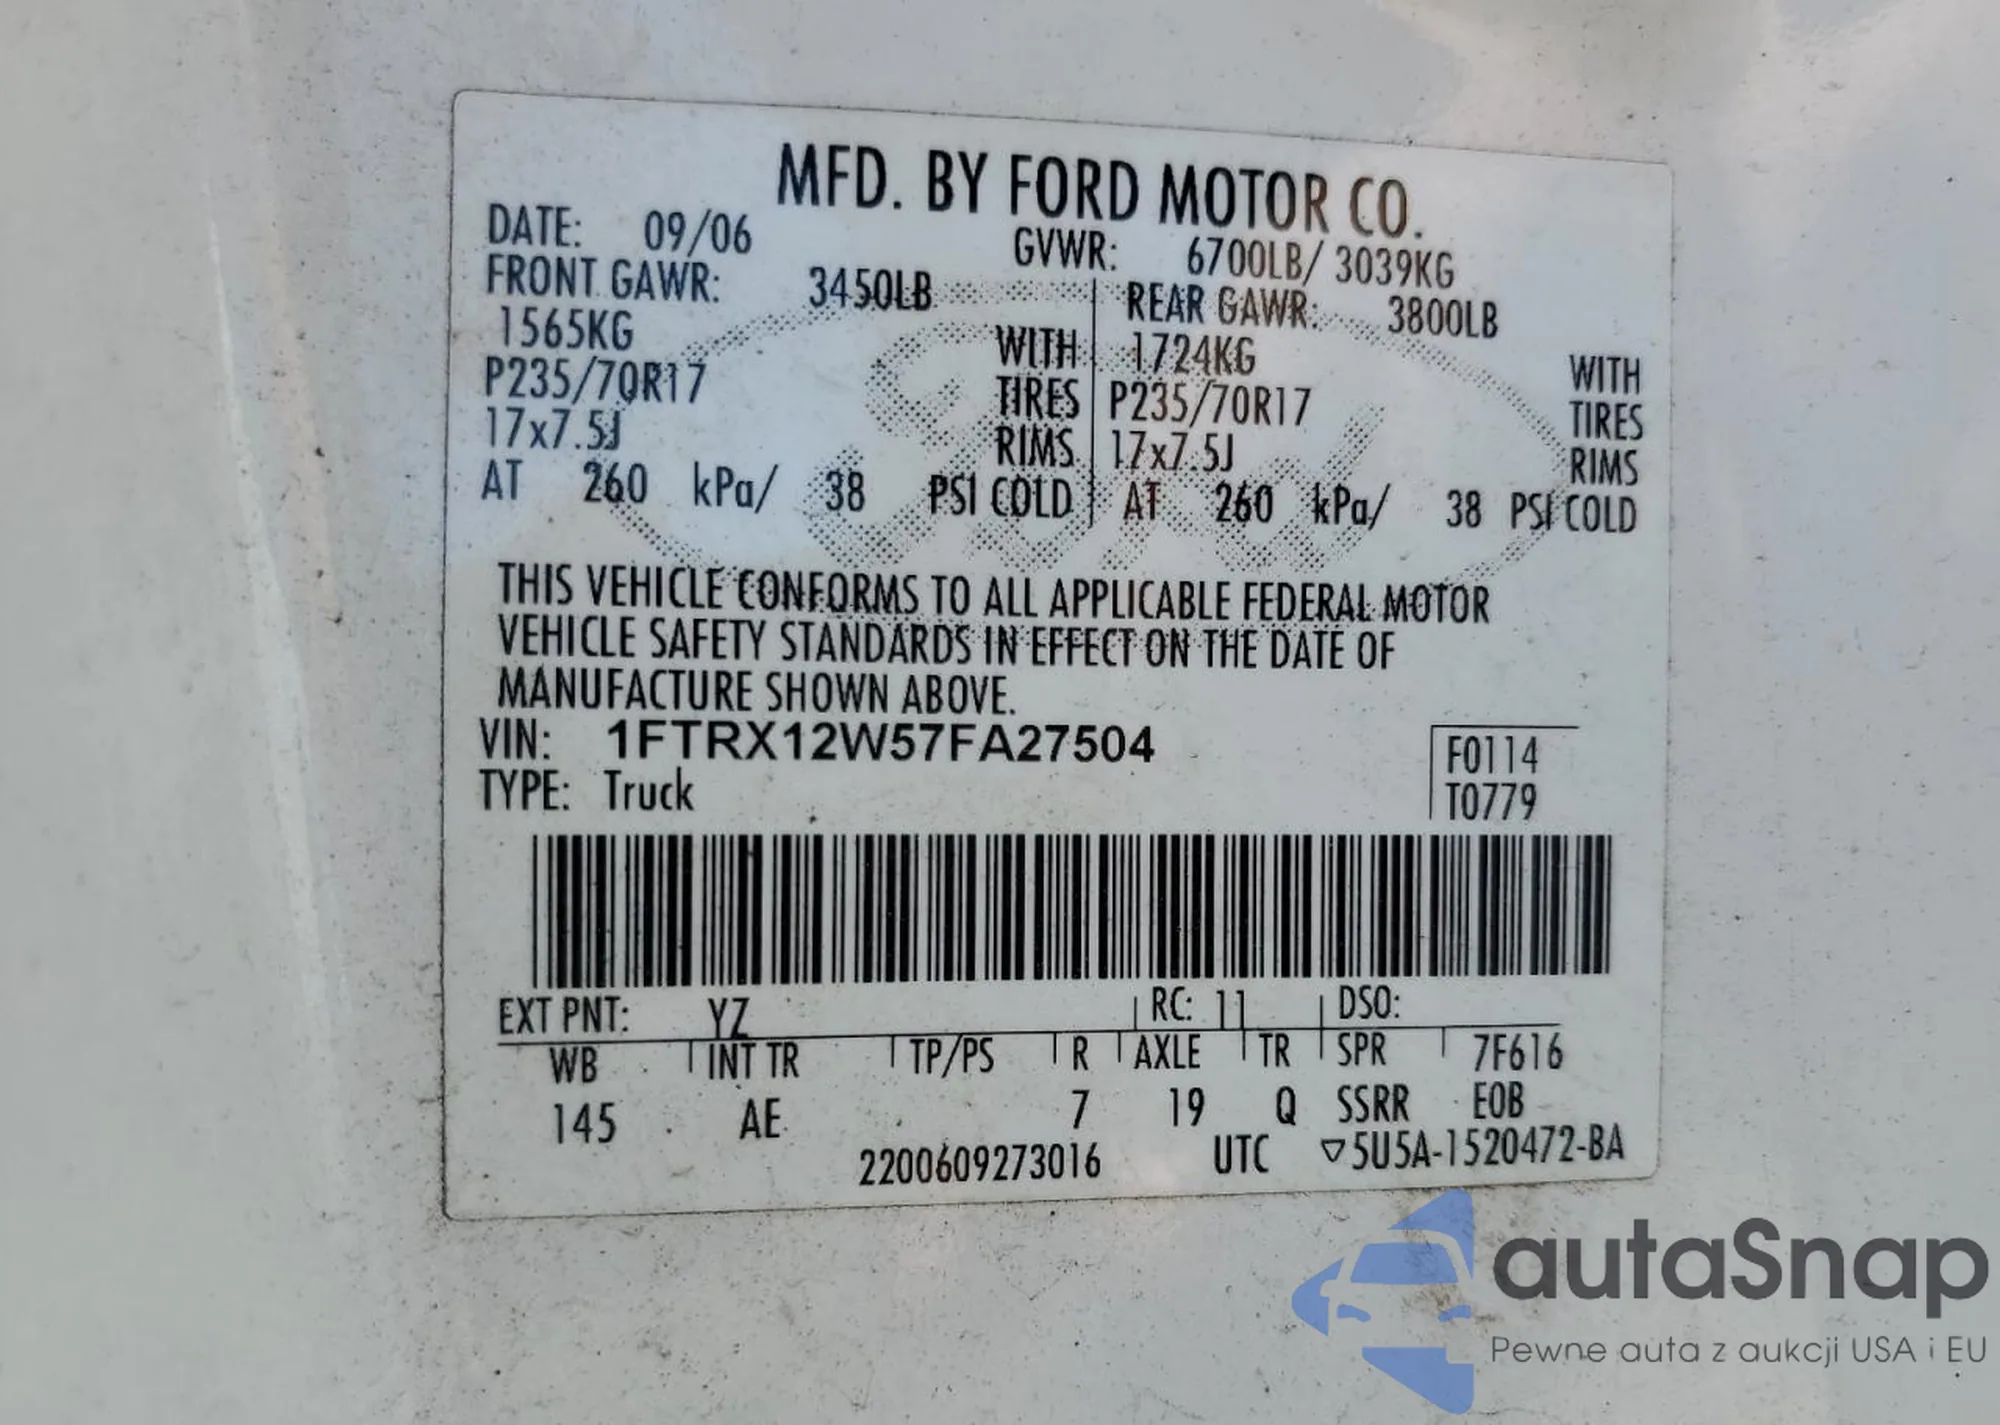 MFD. BY FORD MOTOR CO.
DATE: 09/06 GVWR: 6700LB/ 3039KG
FRONT GAWR: 3450LB REAR GAWR: 3800LB
1565KG WITH 1724KG WITH
P235/70R17 TIRES P235/70R17 TIRES
17x7.5J RIMS 17x7.5J RIMS
AT 260 kPa/ 38 PSI COLD AT 260 kPa/ 38 PSI COLD
THIS VEHICLE CONFORMS TO ALL APPLICABLE FEDERAL MOTOR
VEHICLE SAFETY STANDARDS IN EFFECT ON THE DATE OF
MANUFACTURE SHOWN ABOVE.
VIN: 1FTRX12W57FA27504 F0114
TYPE: Truck T0779
EXT PNT: YZ RC: 11 DSO:
WB INT TR TP/PS R AXLE TR SPR 7F616
145 AE 7 19 Q SSRR EOB
2200609273016 UTC ▽5U5A-1520472-BA
autaSnap
Pewne auta z aukcji USA i EU